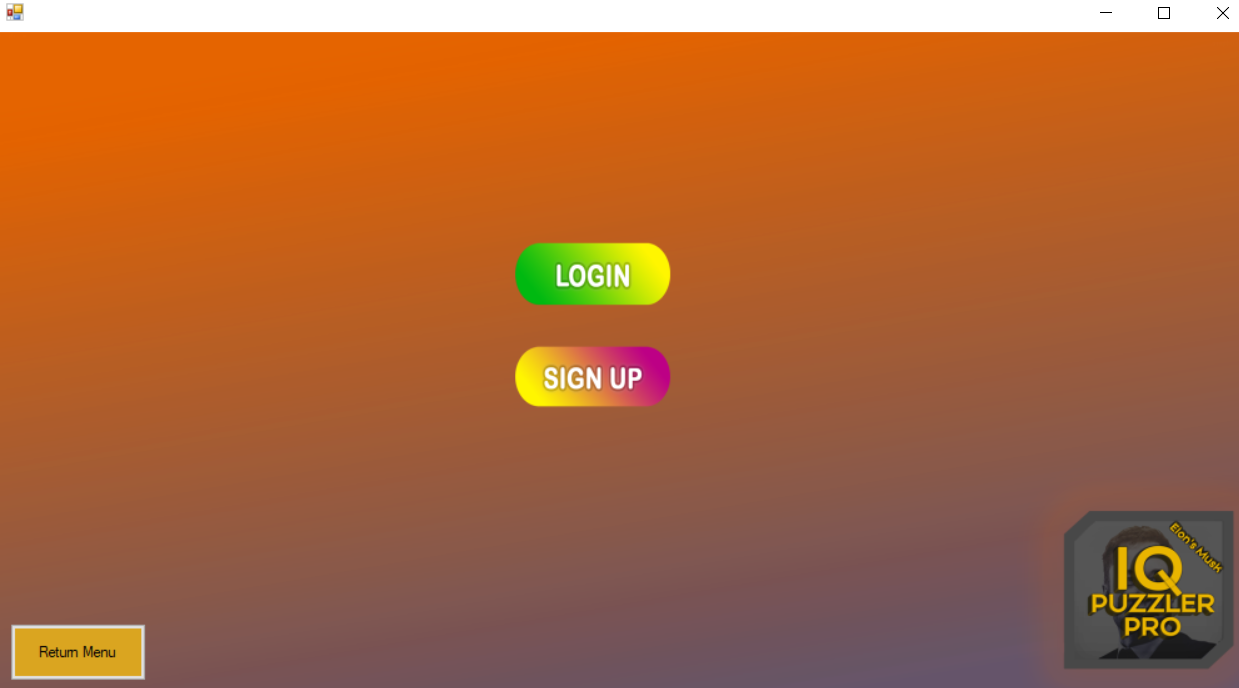 LOGIN
SIGN UP
Elon's Musk
IQ
PUZZLER
PRO
Return Menu